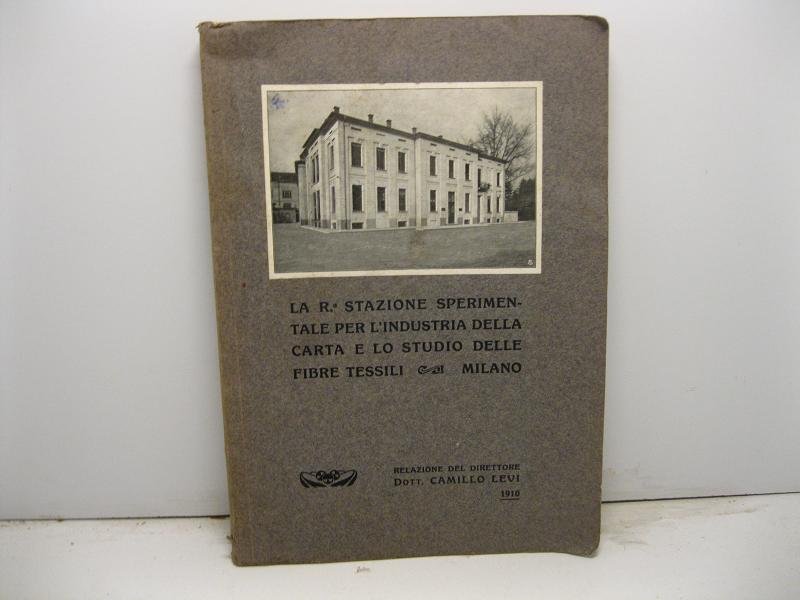 LA R.ª STAZIONE SPERIMEN-
TALE PER L'INDUSTRIA DELLA
CARTA E LO STUDIO DELLE
FIBRE TESSILI MILANO
RELAZIONE DEL DIRETTORE
DOTT. CAMILLO LEVI
1910